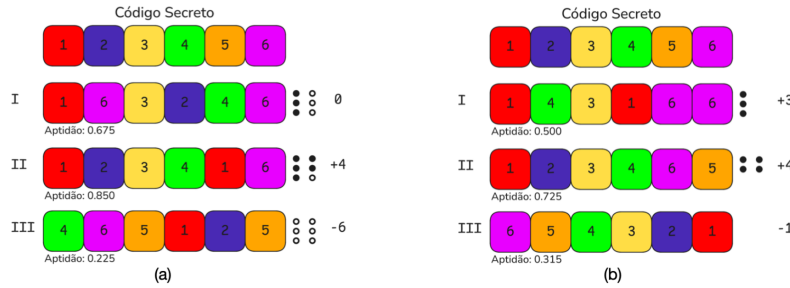 Código Secreto
1 2 3 4 5 6
I 1 6 3 2 4 6 0
Aptidão: 0.675
II 1 2 3 4 1 6 +4
Aptidão: 0.850
III 4 6 5 1 2 5 -6
Aptidão: 0.225
(a)
Código Secreto
1 2 3 4 5 6
I 1 4 3 1 6 6 +3
Aptidão: 0.500
II 1 2 3 4 6 5 +4
Aptidão: 0.725
III 6 5 4 3 2 1 -1
Aptidão: 0.315
(b)